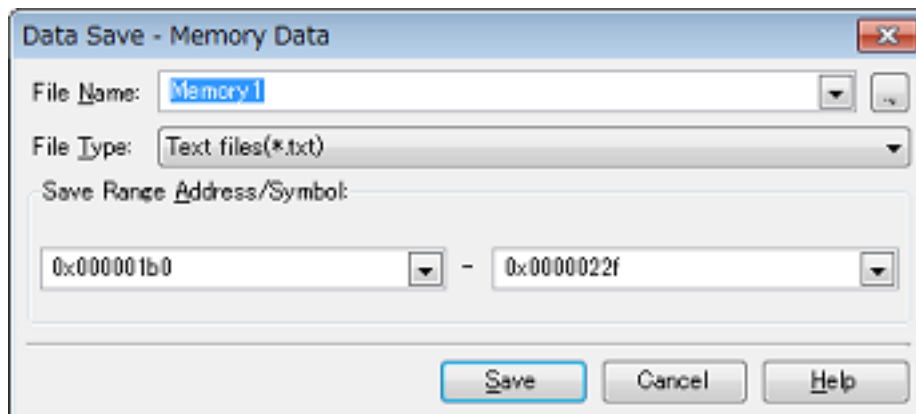 Data Save - Memory Data
File Name: Memory1
File Type: Text files(*.txt)
Save Range Address/Symbol:
0x000001b0 - 0x0000022f
Save Cancel Help